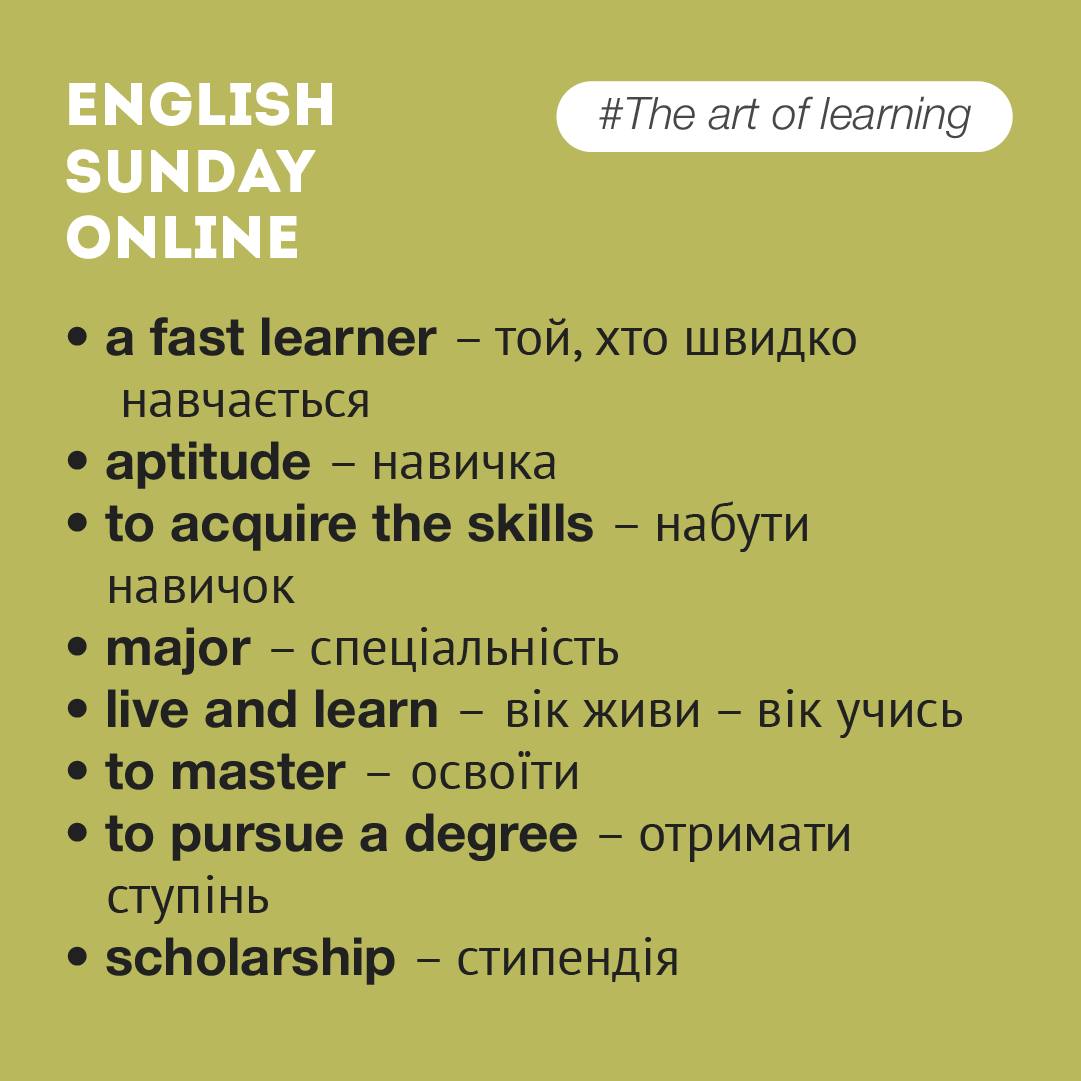 ENGLISH
SUNDAY
ONLINE
#The art of learning
• a fast learner – той, хто швидко
навчається
• aptitude – навичка
• to acquire the skills – набути
навичок
• major – спеціальність
• live and learn – вік живи – вік учись
• to master – освоїти
• to pursue a degree – отримати
ступінь
• scholarship – стипендія